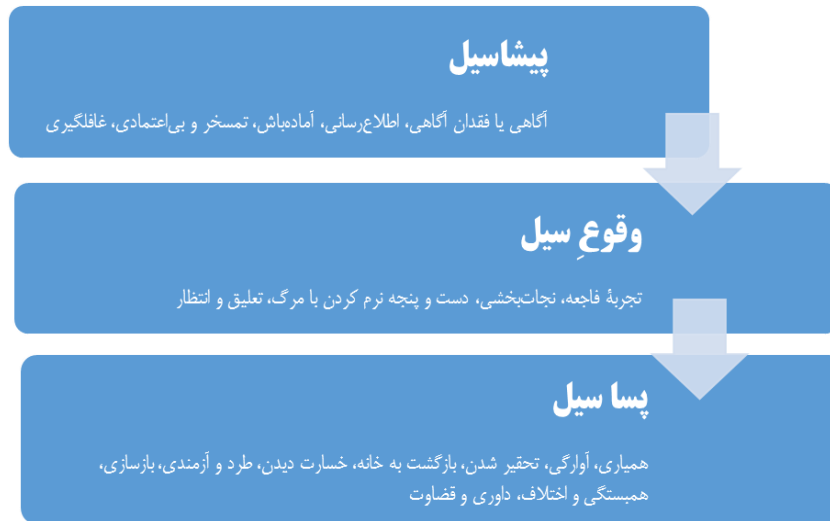 پیشاسیل
آگاهی یا فقدان آگاهی، اطلاع‌رسانی، آماده‌باش، تمسخر و بی‌اعتمادی، غافلگیری
وقوعِ سیل
تجربۀ فاجعه، نجات‌بخشی، دست و پنجه نرم کردن با مرگ، تعلیق و انتظار
پسا سیل
همیاری، آوارگی، تحقیر شدن، بازگشت به خانه، خسارت دیدن، طرد و آزمندی، بازسازی،
همبستگی و اختلاف، داوری و قضاوت